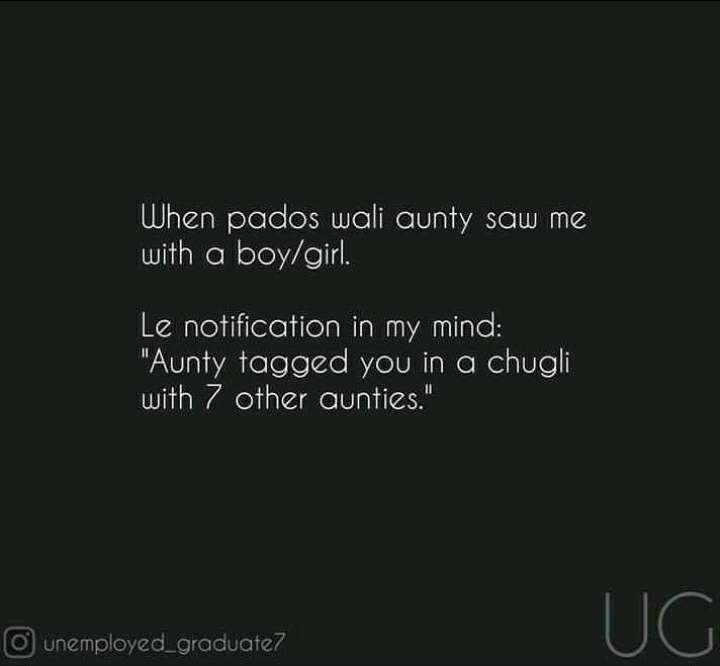 When pados wali aunty saw me
with a boy/girl.
Le notification in my mind:
"Aunty tagged you in a chugli
with 7 other aunties."
UG
unemployed_graduate7